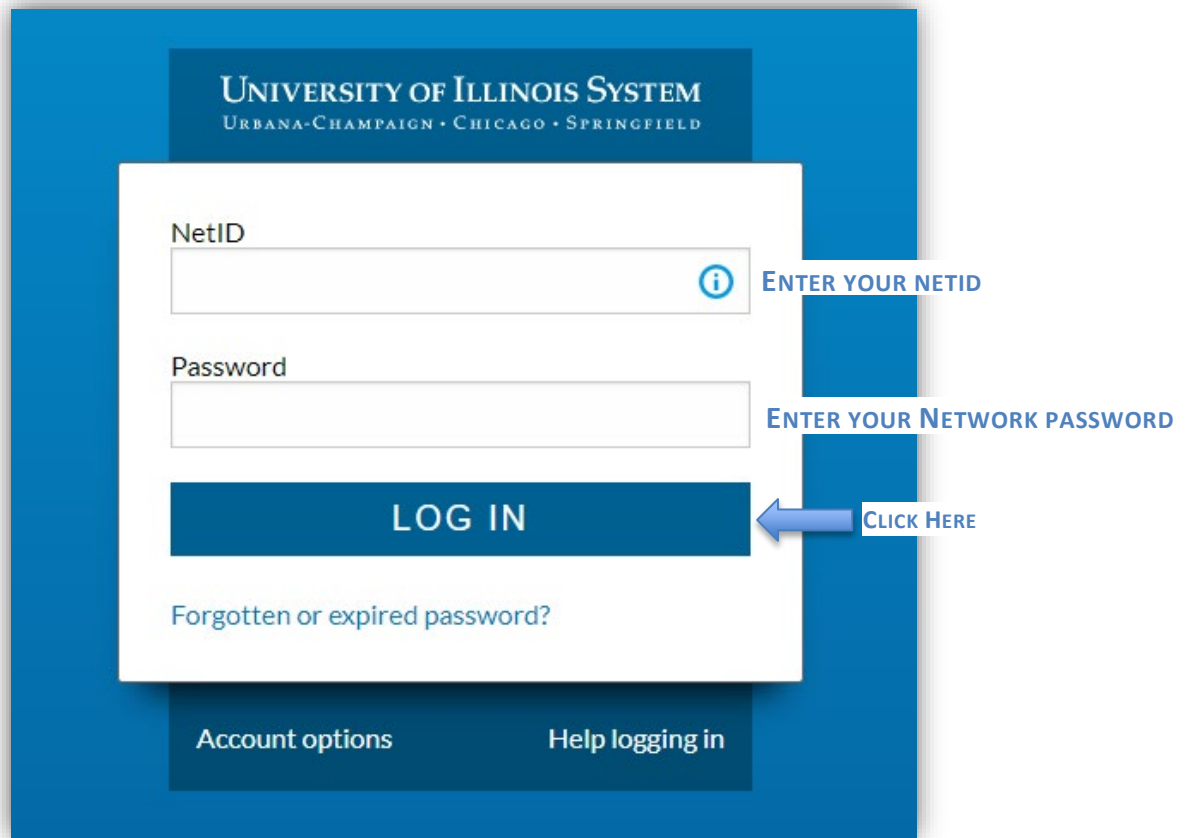 UNIVERSITY OF ILLINOIS SYSTEM
URBANA-CHAMPAIGN • CHICAGO • SPRINGFIELD
NetID
ENTER YOUR NETID
Password
ENTER YOUR NETWORK PASSWORD
LOG IN
CLICK HERE
Forgotten or expired password?
Account options
Help logging in